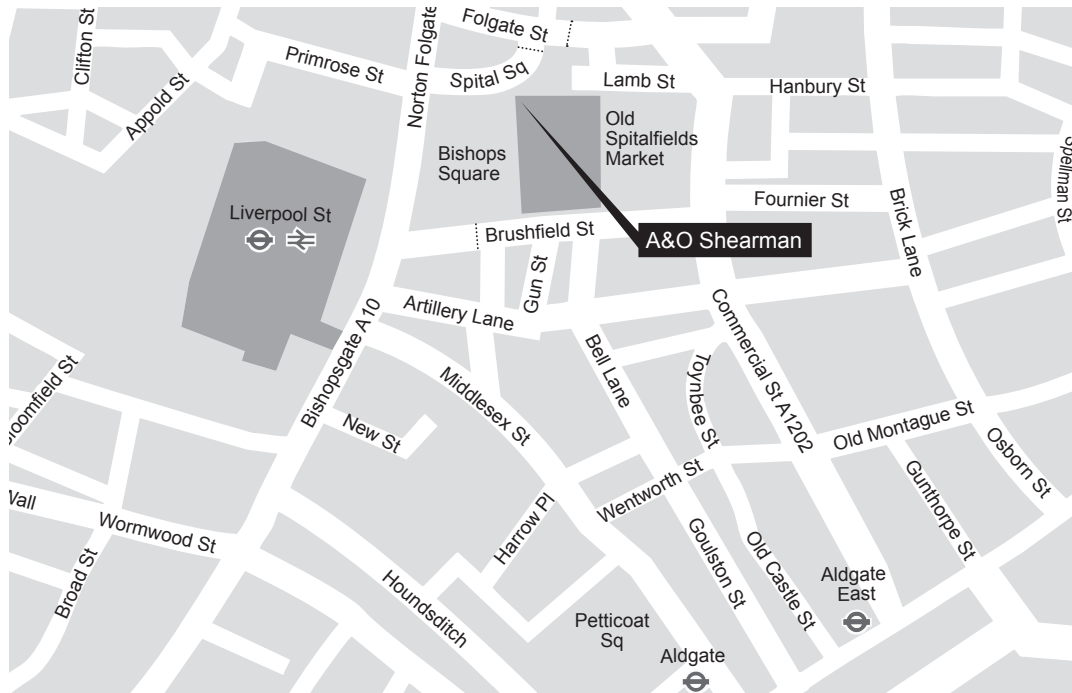 Folgate St
Clifton St
Norton Folgate
Primrose St
Spital Sq
Lamb St
Hanbury St
Appold St
Old
Spitalfields
Market
Bishops
Square
Spellman St
Fournier St
Brick Lane
Liverpool St
Brushfield St
A&O Shearman
Gun St
Artillery Lane
Commercial St A1202
Bishopsgate A10
Bell Lane
Toynbee St
Middlesex St
Broomfield St
New St
Old Montague St
Osborn St
Wentworth St
Gunthorpe St
Harrow Pl
Wall
Wormwood St
Goulston St
Old Castle St
Broad St
Houndsditch
Aldgate
East
Petticoat
Sq
Aldgate